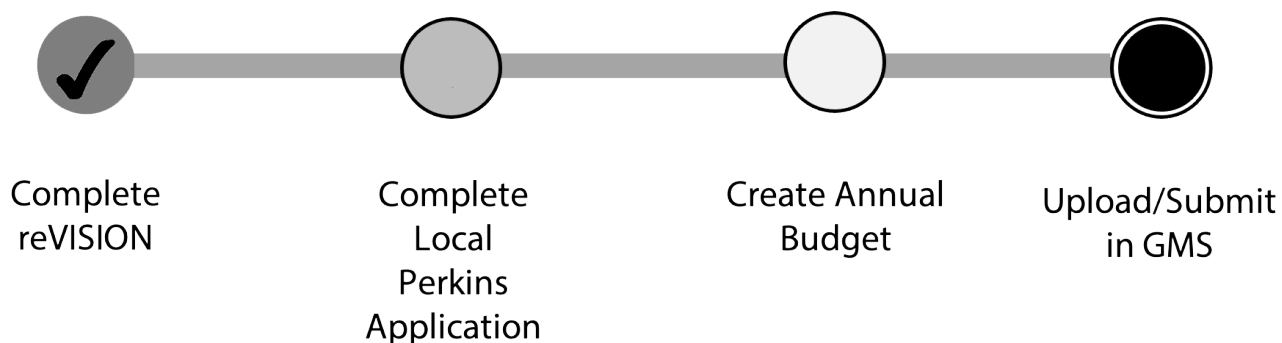 Complete
reVISION
Complete
Local
Perkins
Application
Create Annual
Budget
Upload/Submit
in GMS